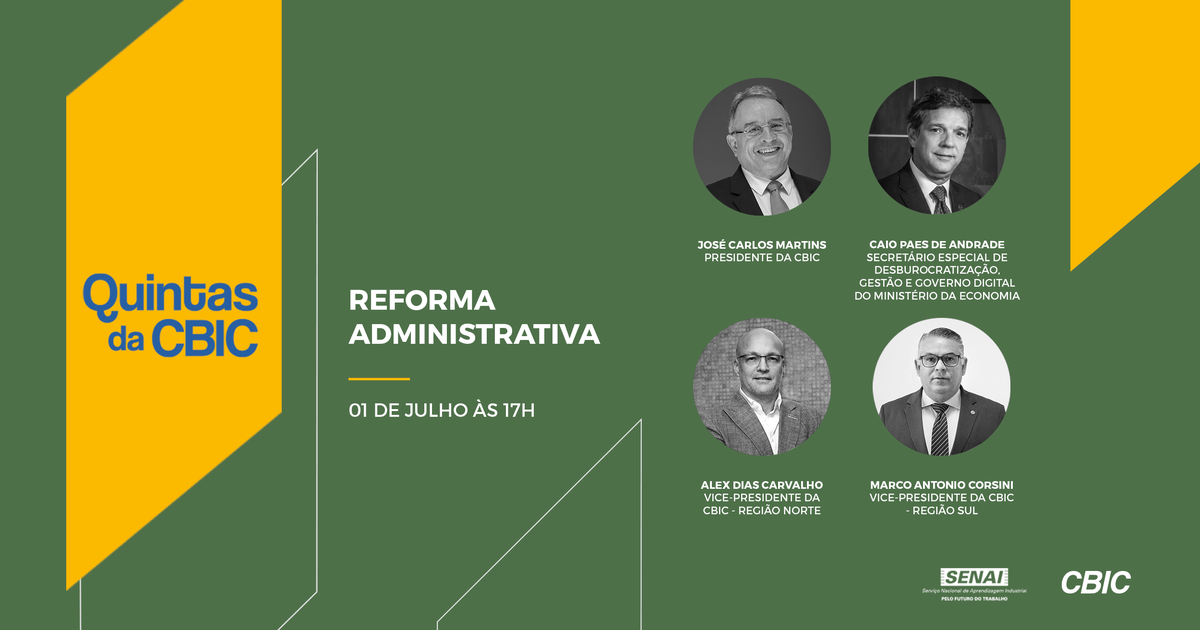 Quintas
da CBIC
REFORMA
ADMINISTRATIVA
01 DE JULHO ÀS 17H
JOSÉ CARLOS MARTINS
PRESIDENTE DA CBIC
CAIO PAES DE ANDRADE
SECRETÁRIO ESPECIAL DE
DESBUROCRATIZAÇÃO,
GESTÃO E GOVERNO DIGITAL
DO MINISTÉRIO DA ECONOMIA
ALEX DIAS CARVALHO
VICE-PRESIDENTE DA
CBIC - REGIÃO NORTE
MARCO ANTONIO CORSINI
VICE-PRESIDENTE DA CBIC
- REGIÃO SUL
SENAI
Serviço Nacional de Aprendizagem Industrial
PELO FUTURO DO TRABALHO
CBIC